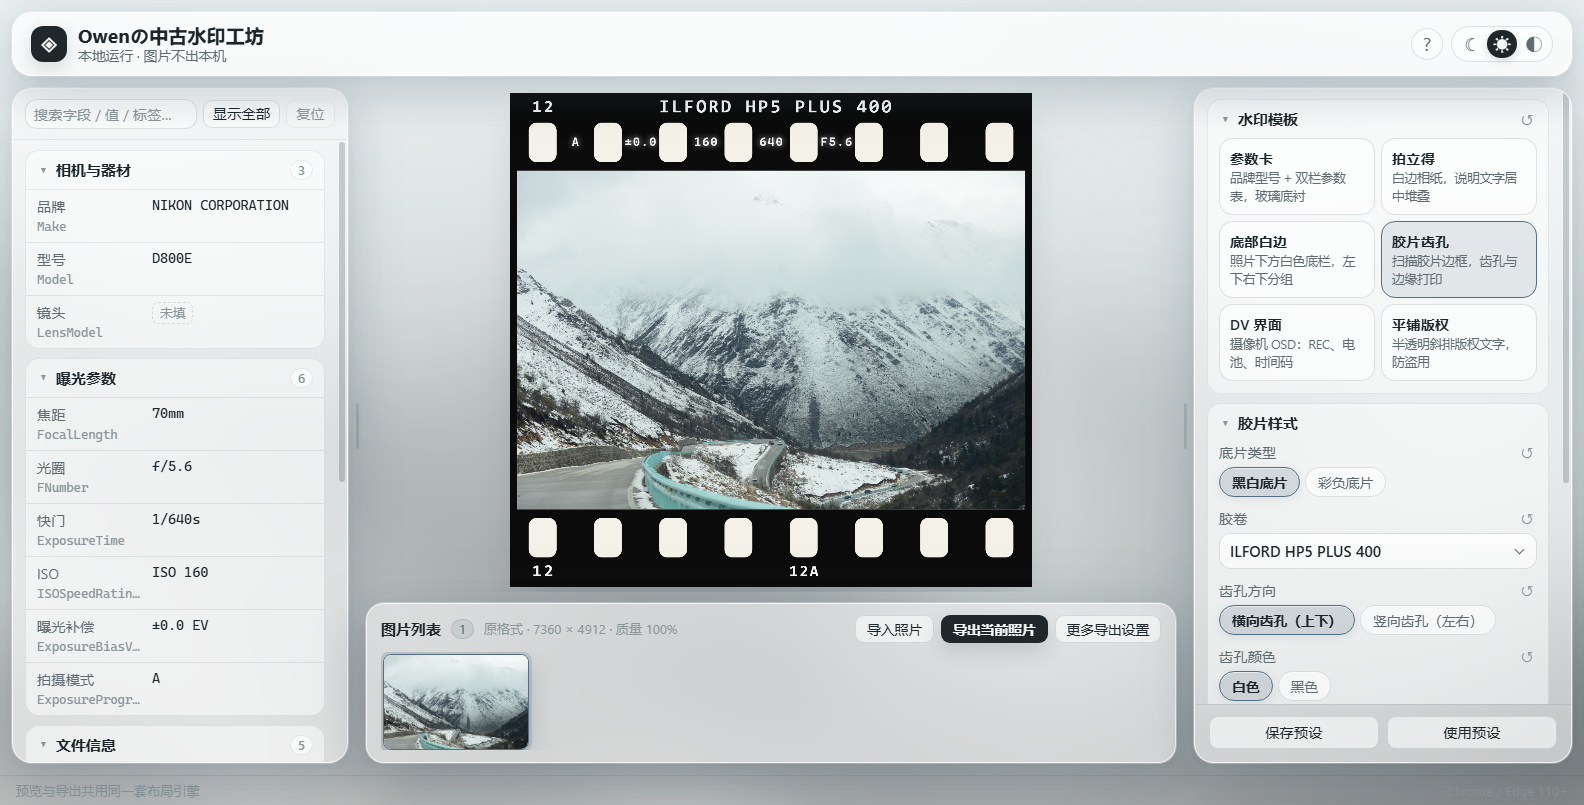 Owenの中古水印工坊
本地运行 · 图片不出本机
?
搜索字段 / 值 / 标签...
显示全部
复位
相机与器材
3
品牌
NIKON CORPORATION
Make
型号
D800E
Model
镜头
未填
LensModel
曝光参数
6
焦距
70mm
FocalLength
光圈
f/5.6
FNumber
快门
1/640s
ExposureTime
ISO
ISO 160
ISOSpeedRatin…
曝光补偿
±0.0 EV
ExposureBiasV…
拍摄模式
A
ExposureProgr…
文件信息
5
12
ILFORD HP5 PLUS 400
A
±0.0
160
640
F5.6
12
12A
图片列表
1
原格式 · 7360 × 4912 · 质量 100%
导入照片
导出当前照片
更多导出设置
水印模板
参数卡
品牌型号 + 双栏参数
表，玻璃底衬
拍立得
白边相纸，说明文字居
中堆叠
底部白边
照片下方白色底栏，左
下右下分组
胶片齿孔
扫描胶片边框，齿孔与
边缘打印
DV 界面
摄像机 OSD：REC、电
池、时间码
平铺版权
半透明斜排版权文字，
防盗用
胶片样式
底片类型
黑白底片
彩负底片
胶卷
ILFORD HP5 PLUS 400
齿孔方向
横向齿孔（上下）
竖向齿孔（左右）
齿孔颜色
白色
黑色
保存预设
使用预设
预览与导出共用同一套布局引擎
Chrome / Edge 110+